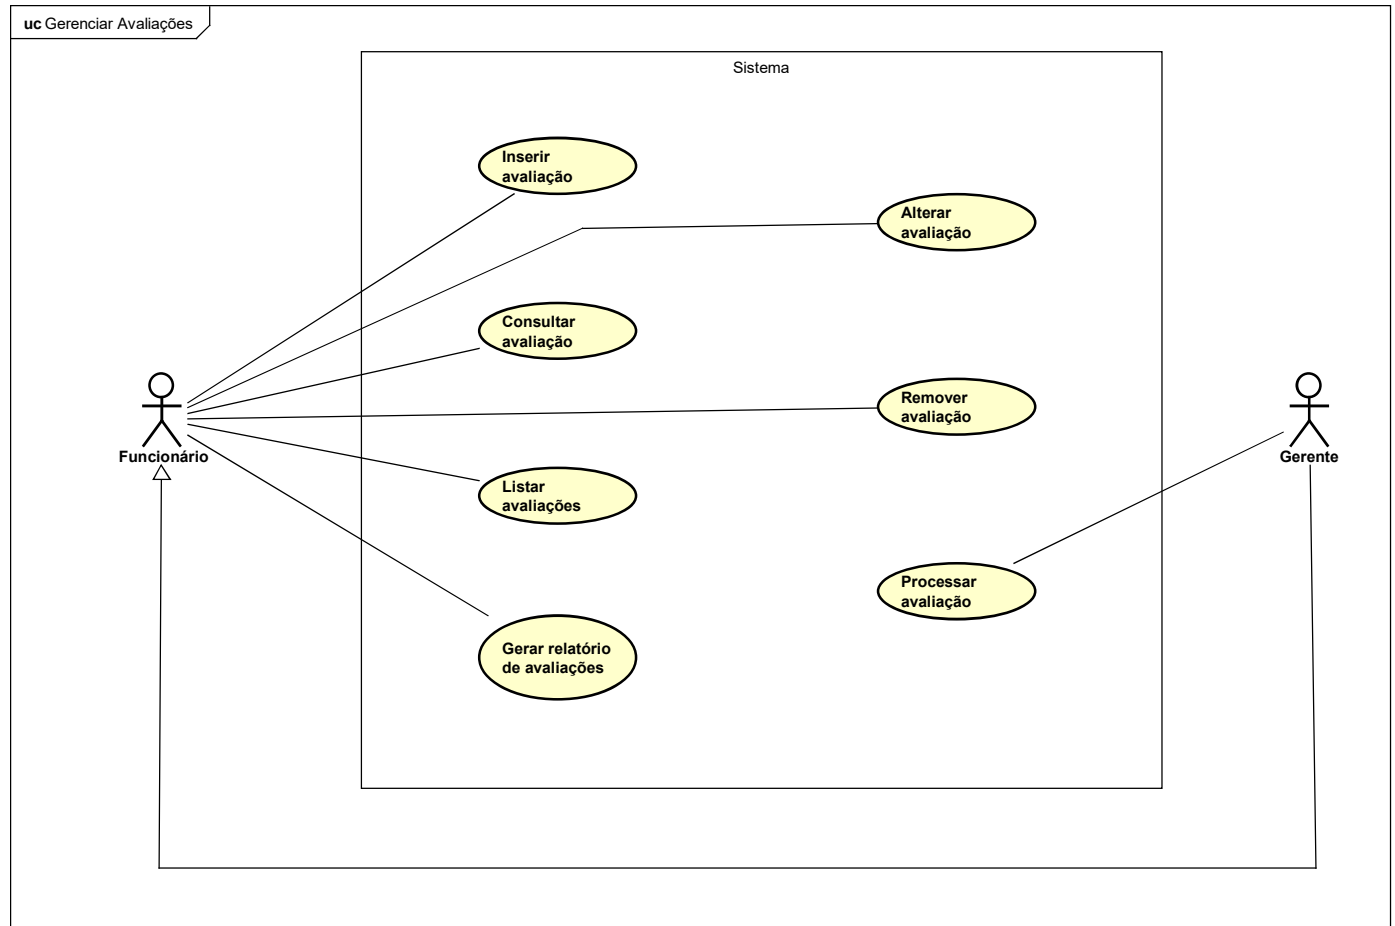 uc Gerenciar Avaliações
Sistema
Inserir
avaliação
Alterar
avaliação
Consultar
avaliação
Remover
avaliação
Funcionário
Gerente
Listar
avaliações
Processar
avaliação
Gerar relatório
de avaliações